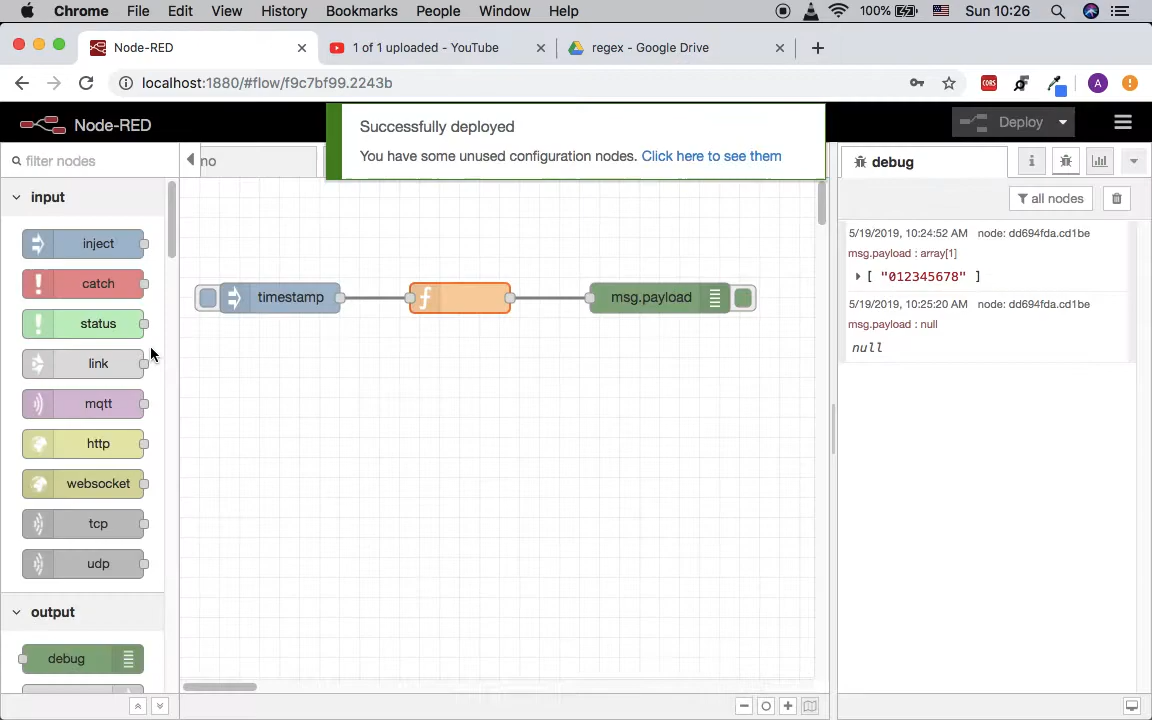 Chrome File Edit View History Bookmarks People Window Help 100% Sun 10:26
Node-RED 1 of 1 uploaded - YouTube regex - Google Drive
localhost:1880/#flow/f9c7bf99.2243b CORS A
Node-RED Deploy
Successfully deployed
You have some unused configuration nodes. Click here to see them
filter nodes
no
debug
all nodes
input
inject
catch
status
link
mqtt
http
websocket
tcp
udp
output
debug
timestamp
msg.payload
5/19/2019, 10:24:52 AM node: dd694fda.cd1be
msg.payload : array[1]
[ "012345678" ]
5/19/2019, 10:25:20 AM node: dd694fda.cd1be
msg.payload : null
null